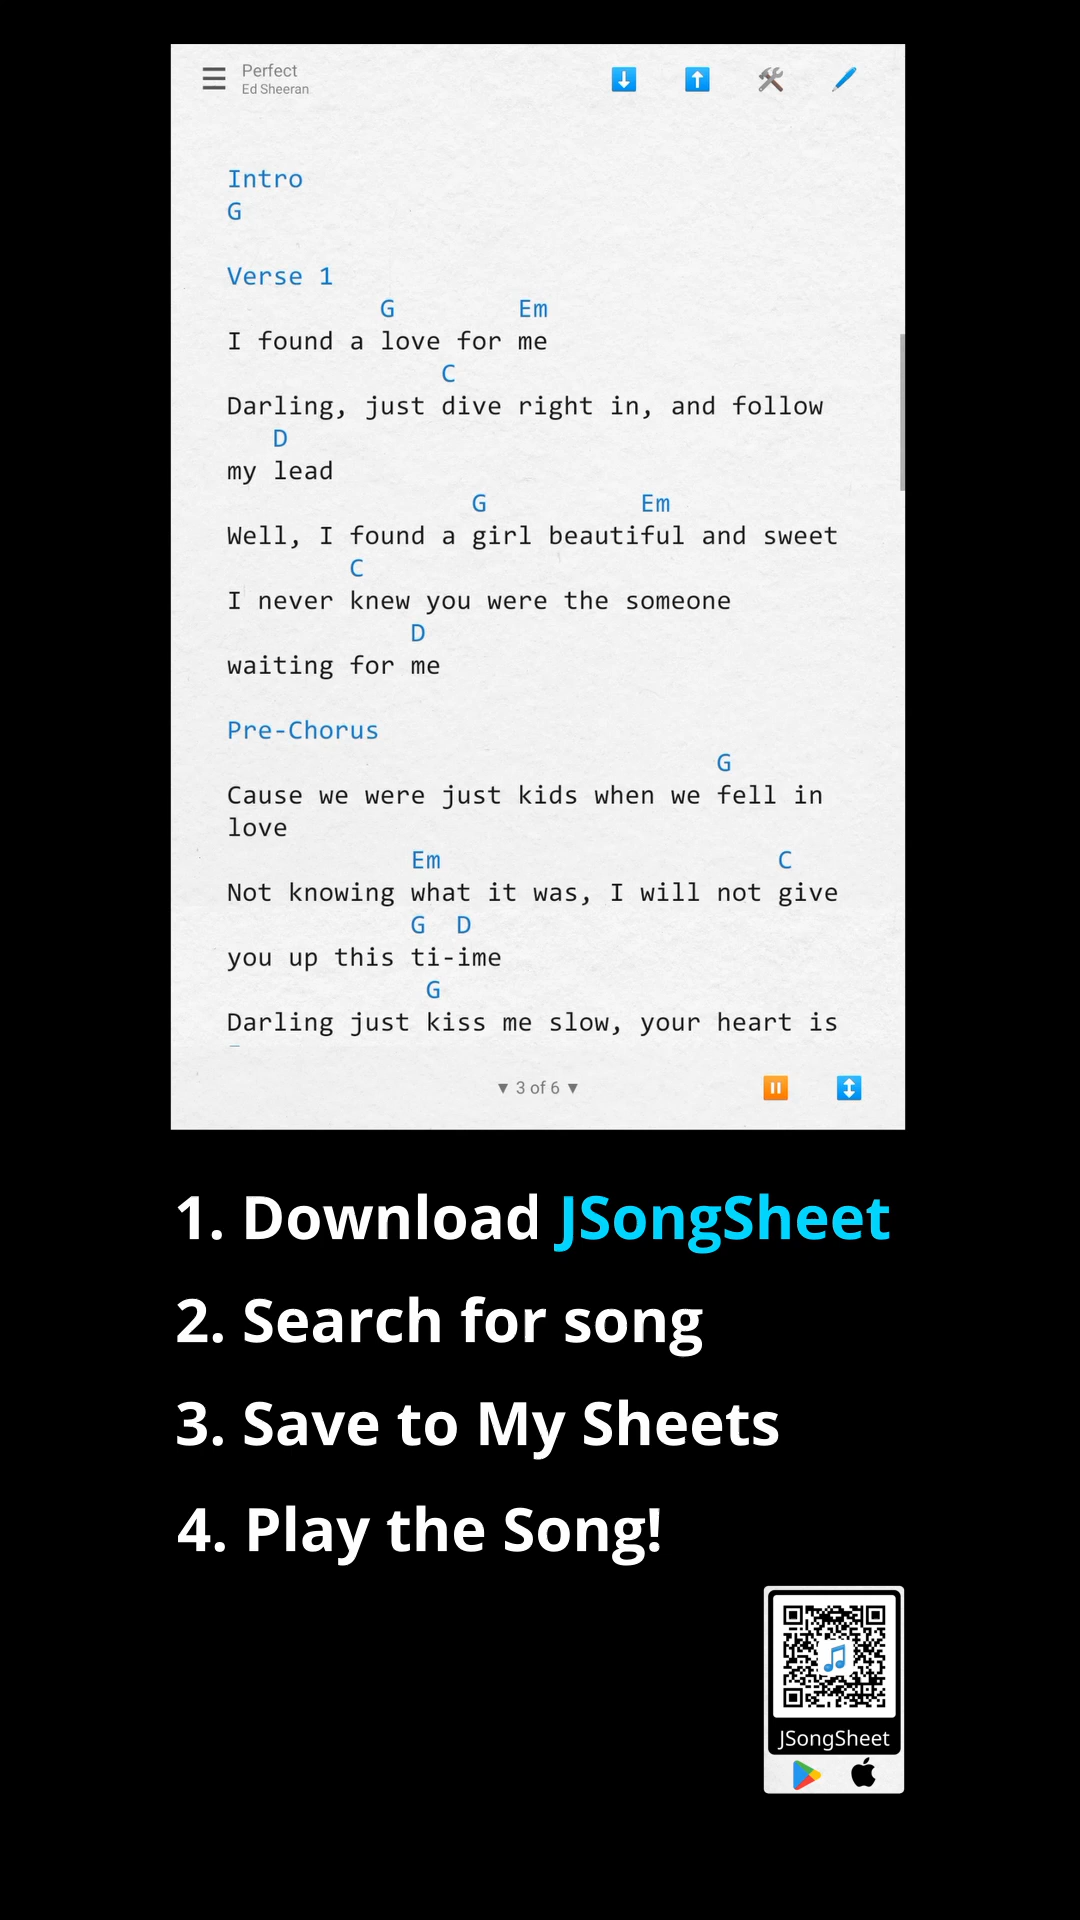 Perfect
Ed Sheeran
Intro
G
Verse 1
G Em
I found a love for me
C
Darling, just dive right in, and follow
D
my lead
G Em
Well, I found a girl beautiful and sweet
C
I never knew you were the someone
D
waiting for me
Pre-Chorus
G
Cause we were just kids when we fell in
love
Em C
Not knowing what it was, I will not give
G D
you up this ti-ime
G
Darling just kiss me slow, your heart is
▼ 3 of 6 ▼
1. Download JSongSheet
2. Search for song
3. Save to My Sheets
4. Play the Song!
JSongSheet